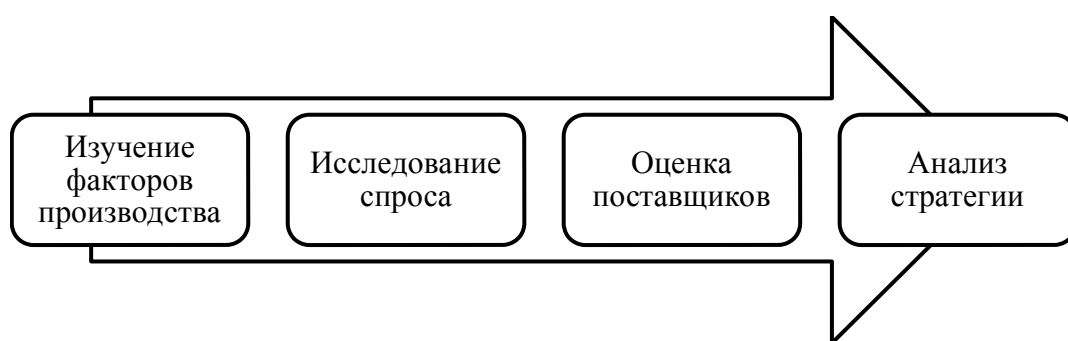 Изучение
факторов
производства
Исследование
спроса
Оценка
поставщиков
Анализ
стратегии